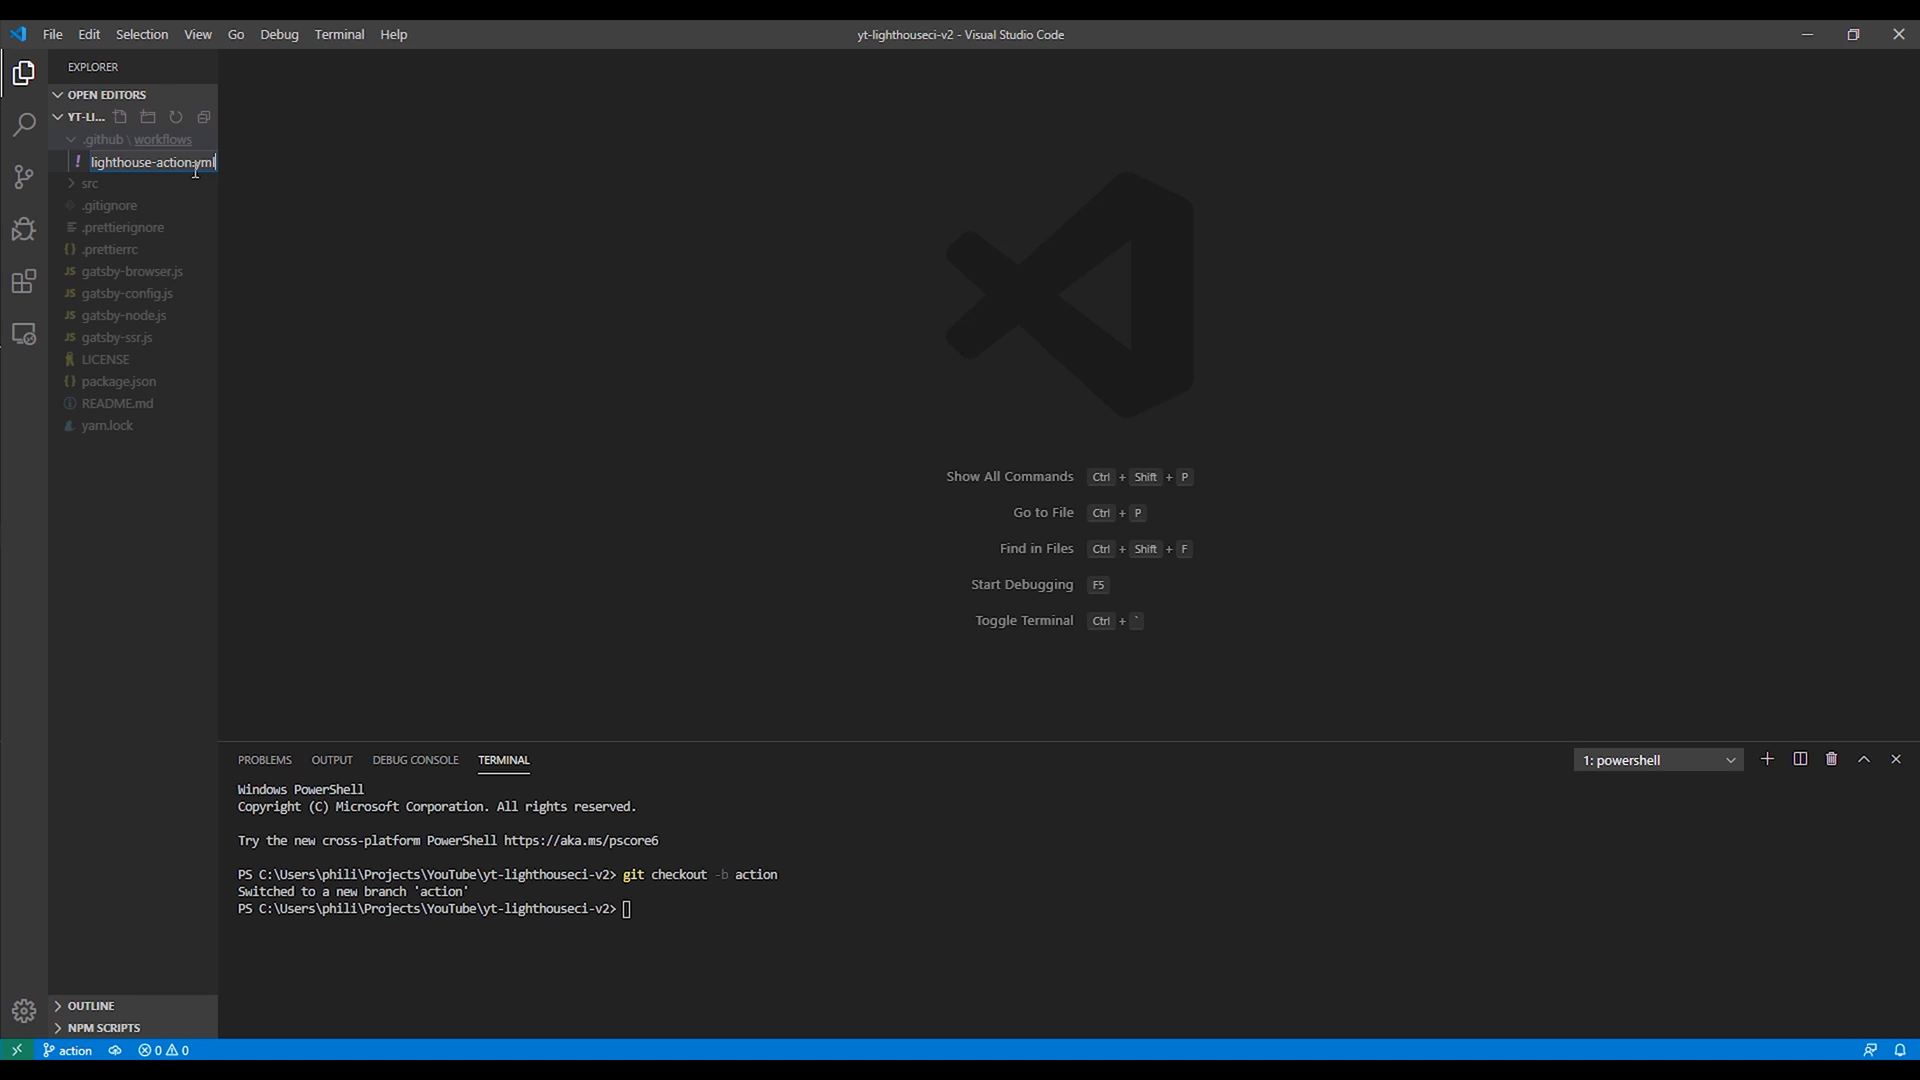 File Edit Selection View Go Debug Terminal Help
yt-lighthouseci-v2 - Visual Studio Code
EXPLORER
OPEN EDITORS
YT-LI...
.github \ workflows
lighthouse-action.yml
src
.gitignore
.prettierignore
.prettierrc
JS gatsby-browser.js
JS gatsby-config.js
JS gatsby-node.js
JS gatsby-ssr.js
LICENSE
package.json
README.md
yarn.lock
Show All Commands Ctrl + Shift + P
Go to File Ctrl + P
Find in Files Ctrl + Shift + F
Start Debugging F5
Toggle Terminal Ctrl + `
PROBLEMS OUTPUT DEBUG CONSOLE TERMINAL
1: powershell
Windows PowerShell
Copyright (C) Microsoft Corporation. All rights reserved.
Try the new cross-platform PowerShell https://aka.ms/pscore6
PS C:\Users\phili\Projects\YouTube\yt-lighthouseci-v2> git checkout -b action
Switched to a new branch 'action'
PS C:\Users\phili\Projects\YouTube\yt-lighthouseci-v2>
OUTLINE
NPM SCRIPTS
action 0 0